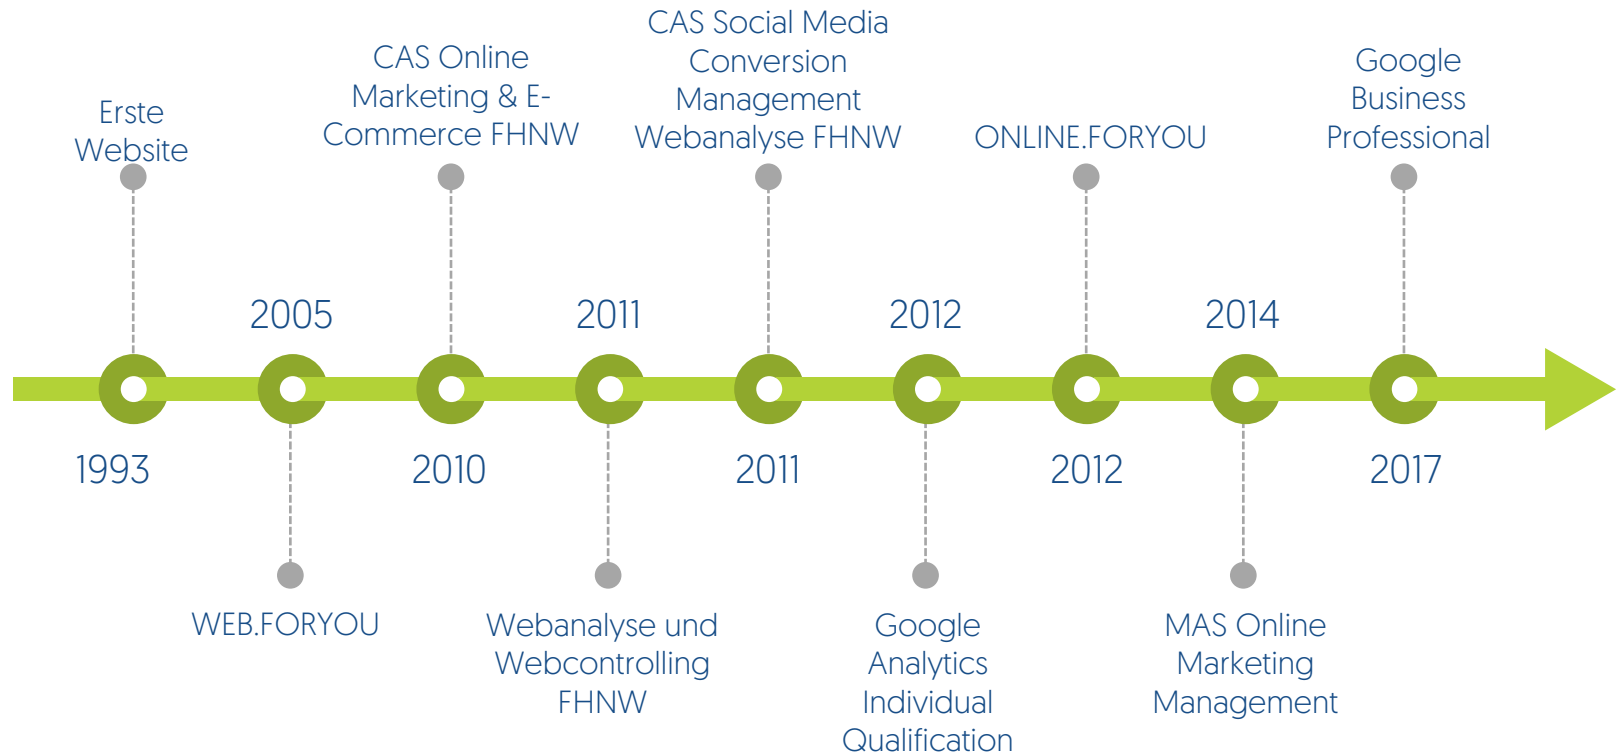 Erste
Website
1993
2005
WEB.FORYOU
CAS Online
Marketing & E-
Commerce FHNW
2010
2011
Webanalyse und
Webcontrolling
FHNW
CAS Social Media
Conversion
Management
Webanalyse FHNW
2011
2012
Google
Analytics
Individual
Qualification
ONLINE.FORYOU
2012
2014
MAS Online
Marketing
Management
Google
Business
Professional
2017